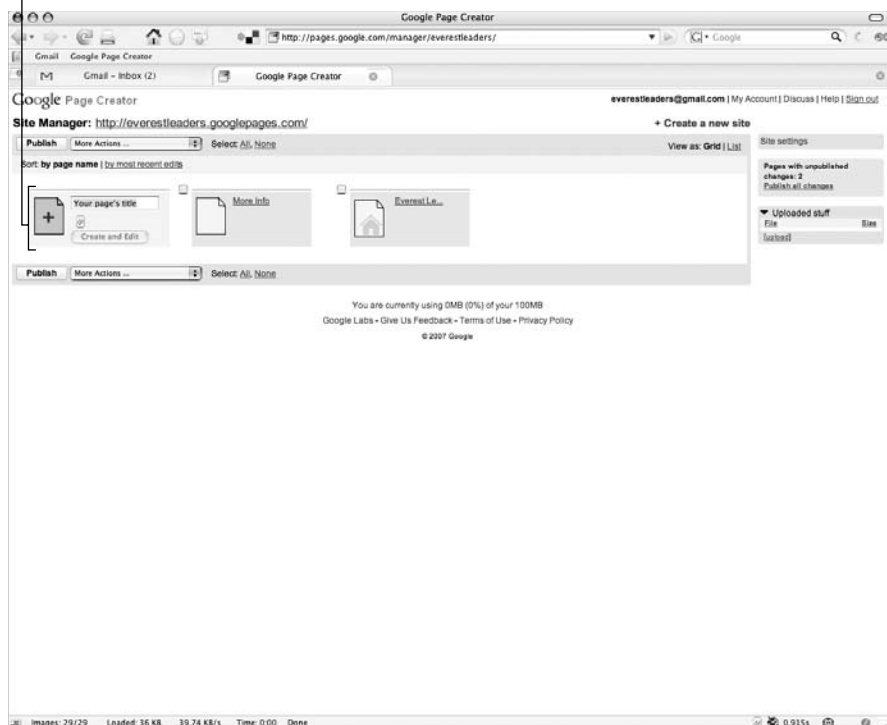 Google Page Creator
http://pages.google.com/manager/everestleaders/
Google
Gmail Google Page Creator
Gmail - Inbox (2)
Google Page Creator
Google Page Creator
everestleaders@gmail.com | My Account | Discuss | Help | Sign out
Site Manager: http://everestleaders.googlepages.com/
+ Create a new site
Publish More Actions ... Select: All, None
View as: Grid | List
Site settings
Sort: by page name | by most recent edits
Pages with unpublished
changes: 2
Publish all changes
Your page's title
Create and Edit
More Info
Everest Le...
Uploaded stuff
File Size
[upload]
Publish More Actions ... Select: All, None
You are currently using 0MB (0%) of your 100MB
Google Labs - Give Us Feedback - Terms of Use - Privacy Policy
© 2007 Google
Images: 29/29 Loaded: 36 KB 39.74 KB/s Time: 0:00 Done
0.915s